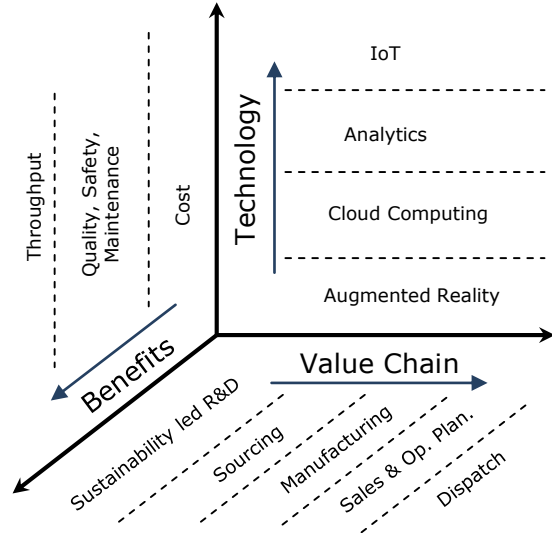 IoT
Analytics
Cloud Computing
Augmented Reality
Technology
Throughput
Quality, Safety,
Maintenance
Cost
Benefits
Value Chain
Sustainability led R&D
Sourcing
Manufacturing
Sales & Op. Plan.
Dispatch